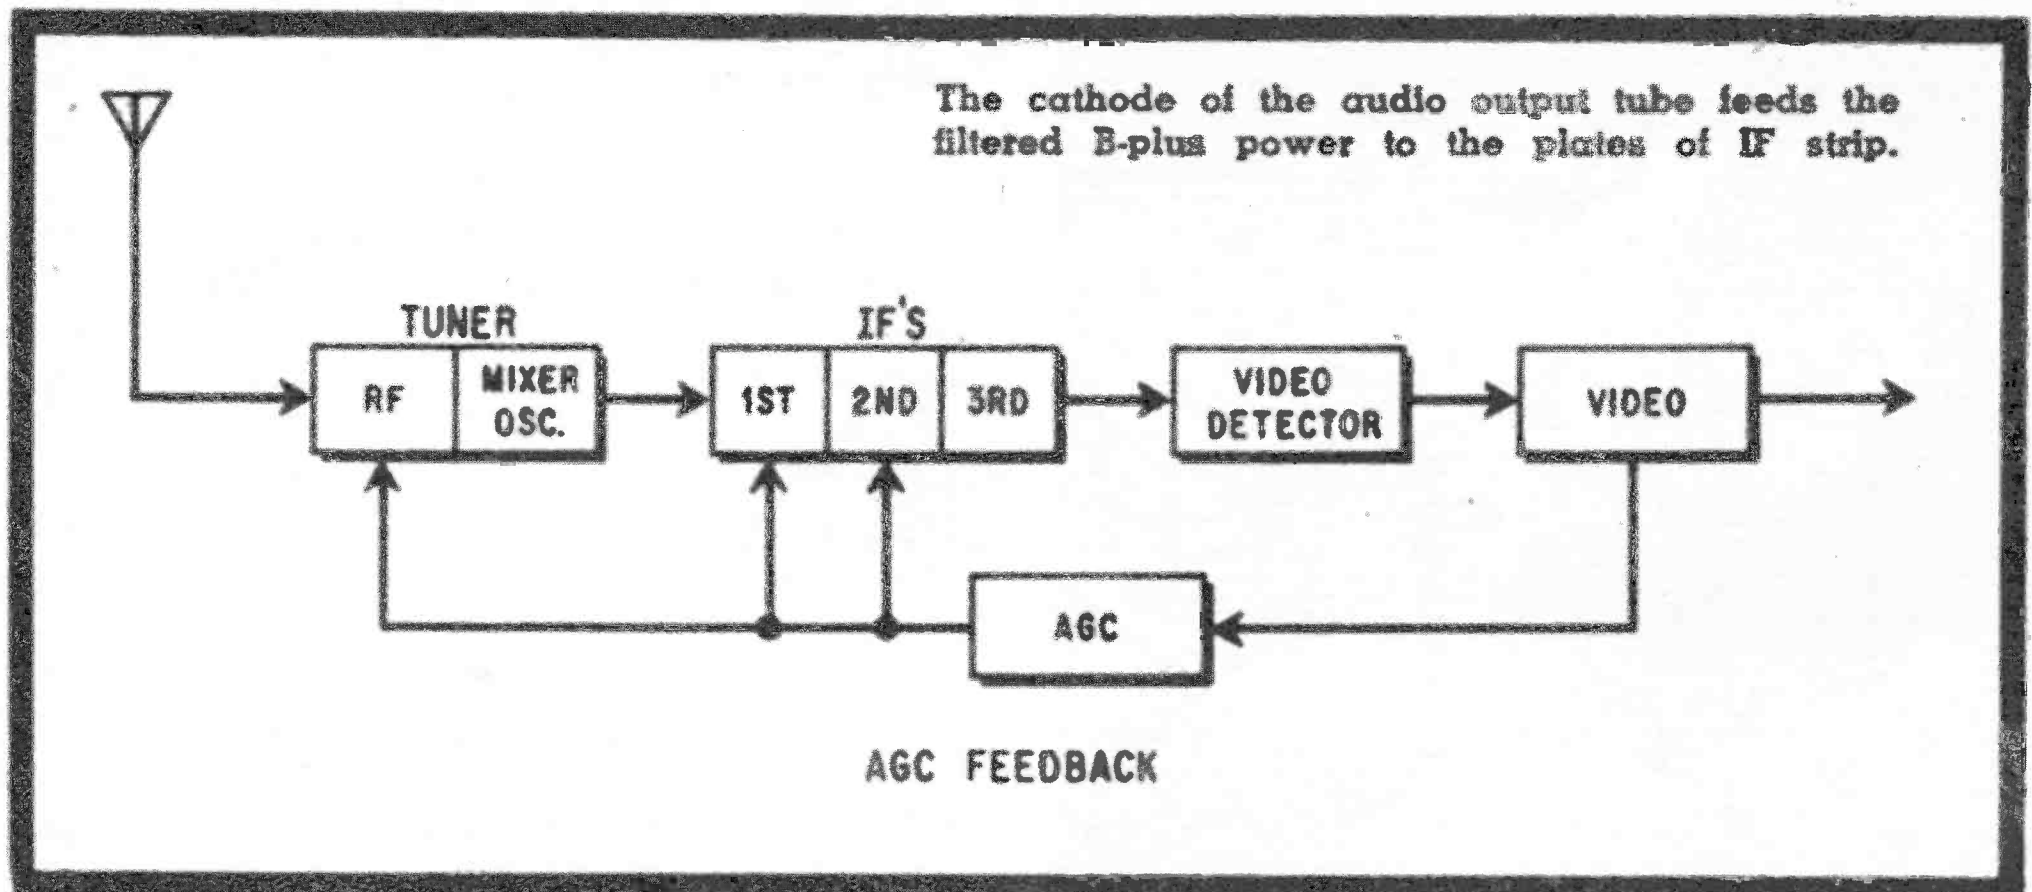 The cathode of the audio output tube feeds the
filtered B-plus power to the plates of IF strip.
TUNER
IF'S
RF
MIXER
OSC.
1ST
2ND
3RD
VIDEO
DETECTOR
VIDEO
AGC
AGC FEEDBACK